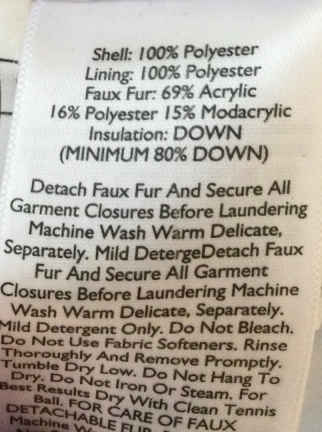 Shell: 100% Polyester
Lining: 100% Polyester
Faux Fur: 69% Acrylic
16% Polyester 15% Modacrylic
Insulation: DOWN
(MINIMUM 80% DOWN)
Detach Faux Fur And Secure All
Garment Closures Before Laundering
Machine Wash Warm Delicate,
Separately. Mild DetergeDetach Faux
Fur And Secure All Garment
Closures Before Laundering Machine
Wash Warm Delicate, Separately.
Mild Detergent Only. Do Not Bleach.
Do Not Use Fabric Softeners. Rinse
Thoroughly And Remove Promptly.
Tumble Dry Low. Do Not Hang To
Dry. Do Not Iron Or Steam. For
Best Results Dry With Clean Tennis
Ball. FOR CARE OF FAUX
DETACHABLE FUR
Machine